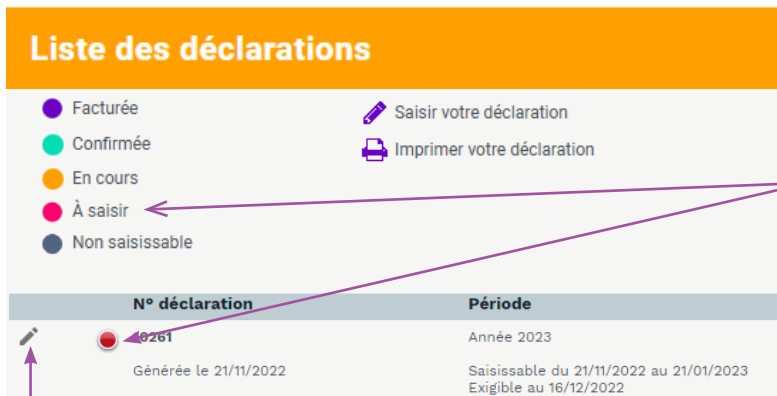 Liste des déclarations
Facturée
Saisir votre déclaration
Confirmée
Imprimer votre déclaration
En cours
À saisir
Non saisissable
N° déclaration Période
Année 2023
Générée le 21/11/2022
Saisissable du 21/11/2022 au 21/01/2023
Exigible au 16/12/2022